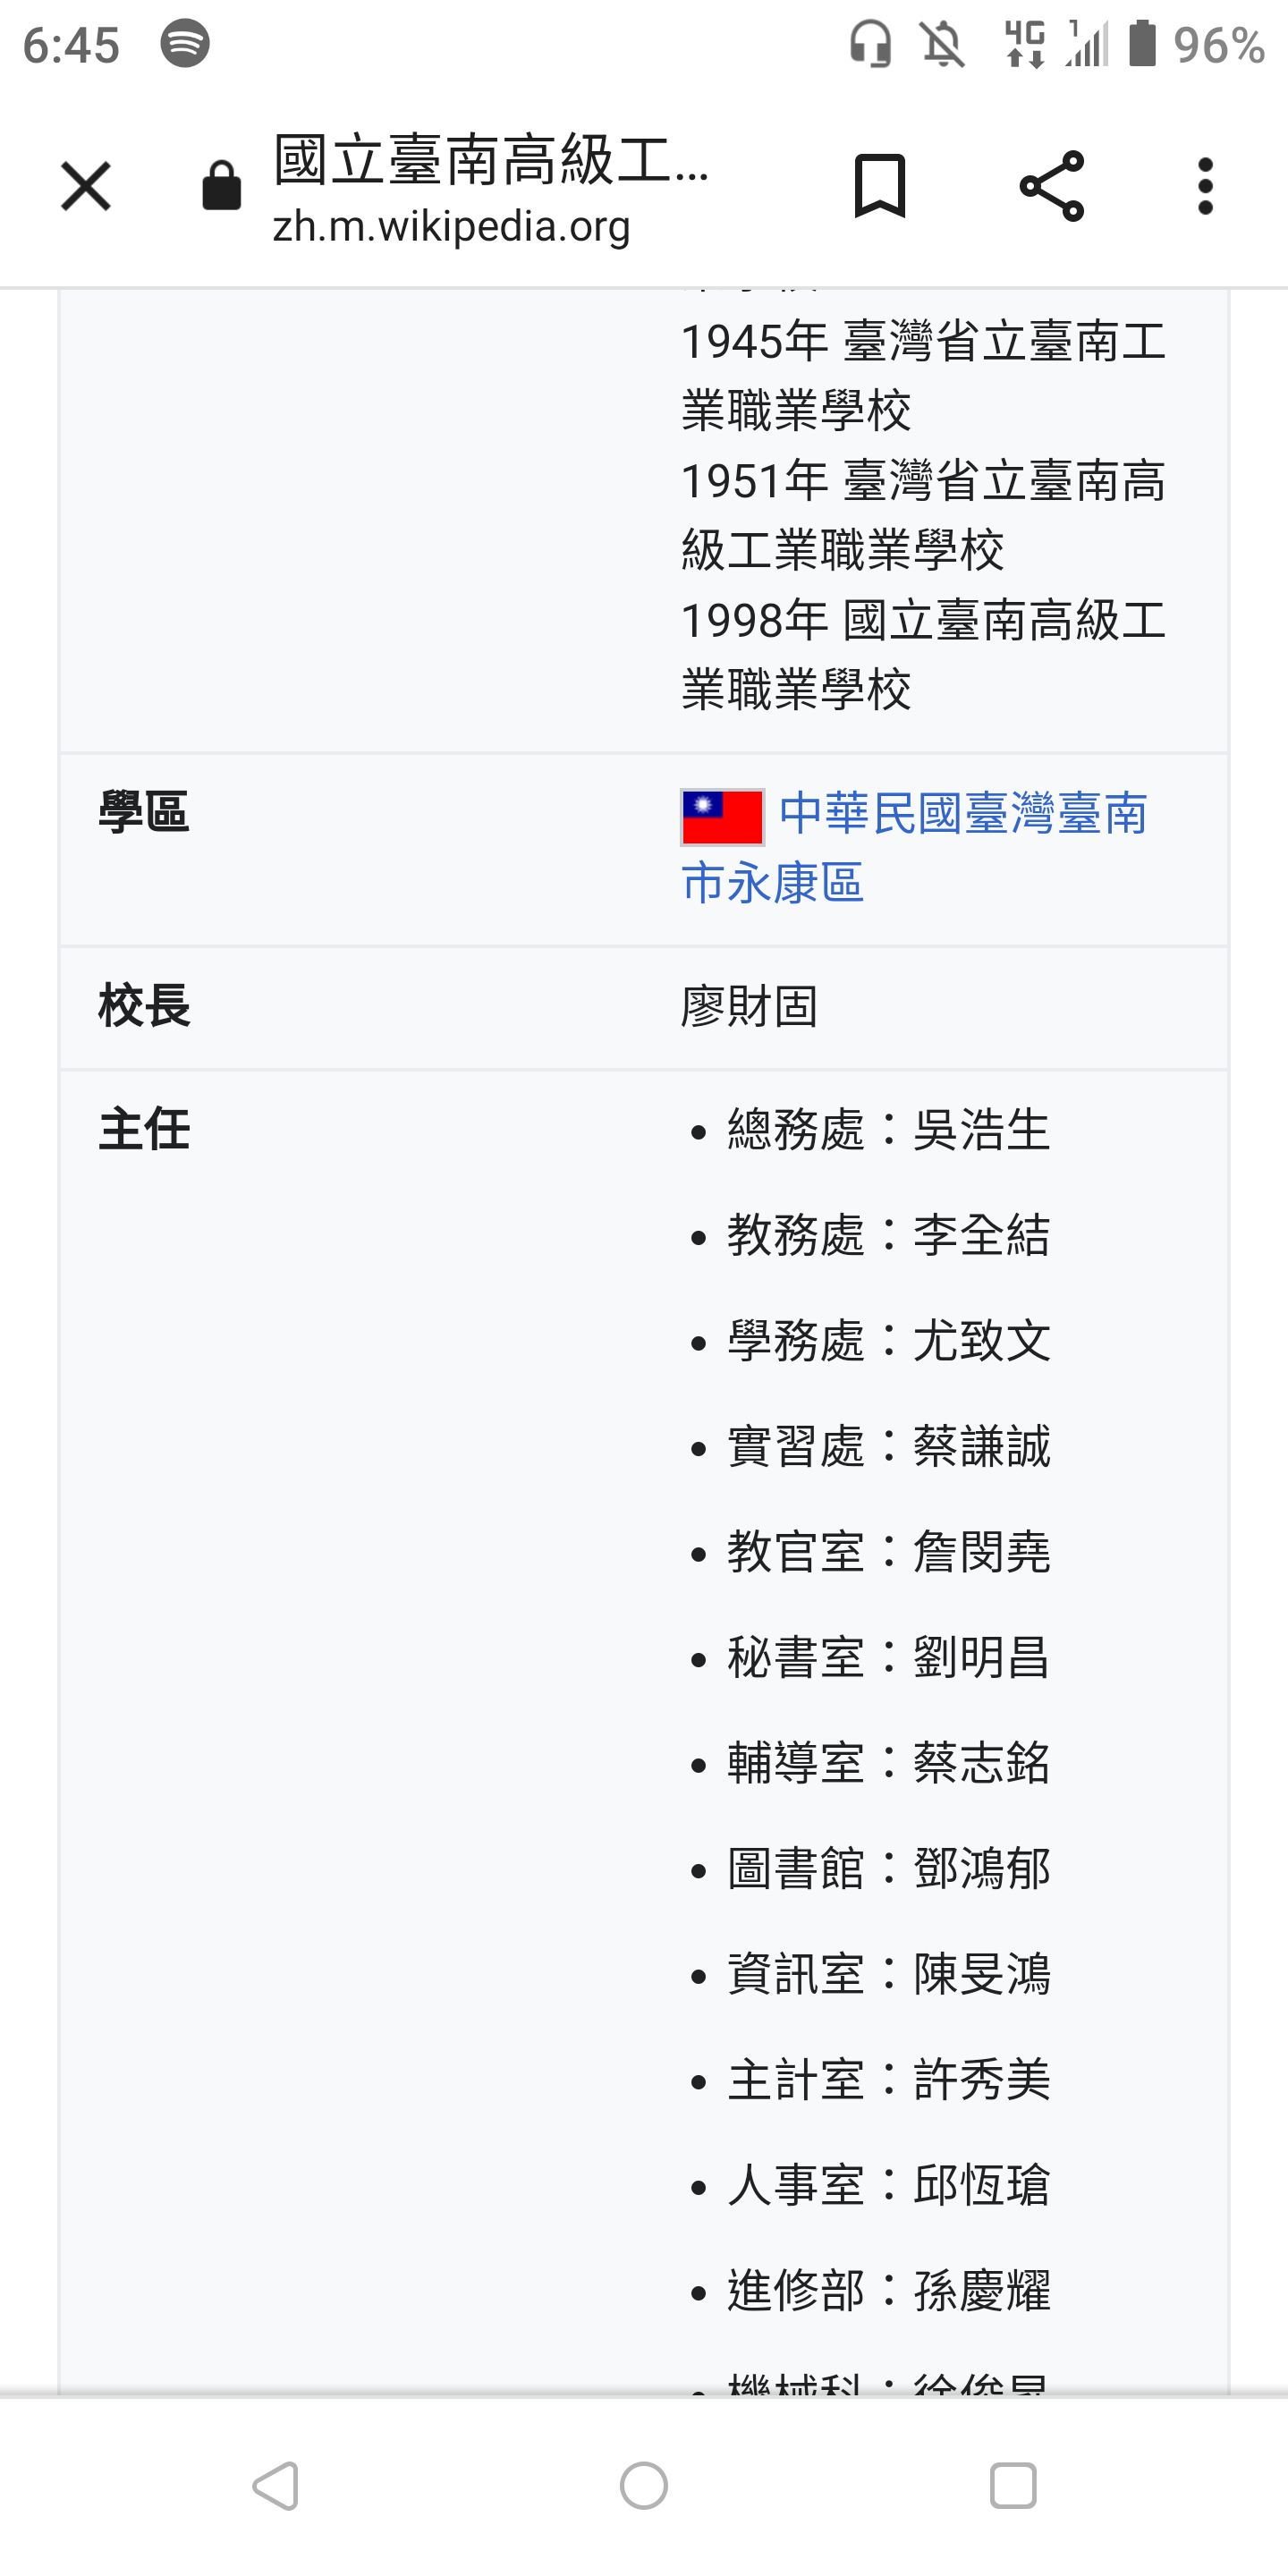 6:45
4G
1
96%
國立臺南高級工...
zh.m.wikipedia.org
1945年 臺灣省立臺南工
業職業學校
1951年 臺灣省立臺南高
級工業職業學校
1998年 國立臺南高級工
業職業學校
學區
中華民國臺灣臺南
市永康區
校長
廖財固
主任
• 總務處：吳浩生
• 教務處：李全結
• 學務處：尤致文
• 實習處：蔡謙誠
• 教官室：詹閔堯
• 秘書室：劉明昌
• 輔導室：蔡志銘
• 圖書館：鄧鴻郁
• 資訊室：陳旻鴻
• 主計室：許秀美
• 人事室：邱恆瑲
• 進修部：孫慶耀
• 機械科：徐俊